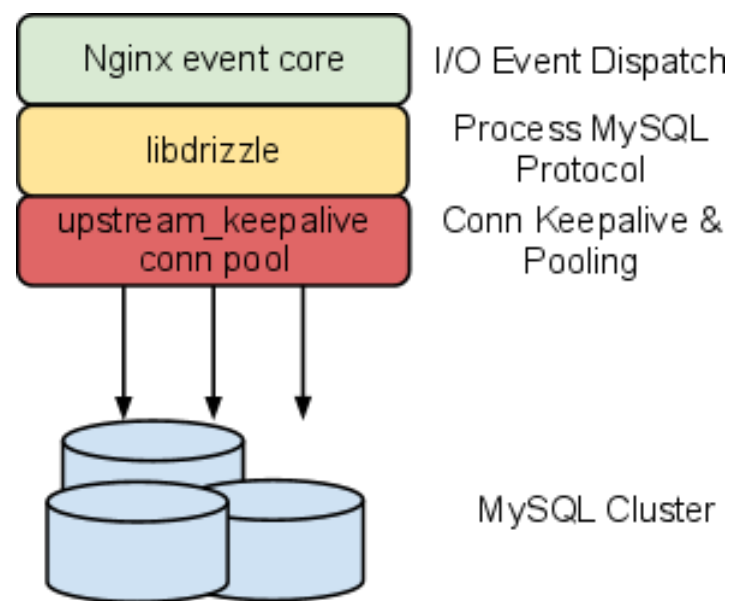 Nginx event core
I/O Event Dispatch
libdrizzle
Process MySQL
Protocol
upstream_keepalive
conn pool
Conn Keepalive &
Pooling
MySQL Cluster